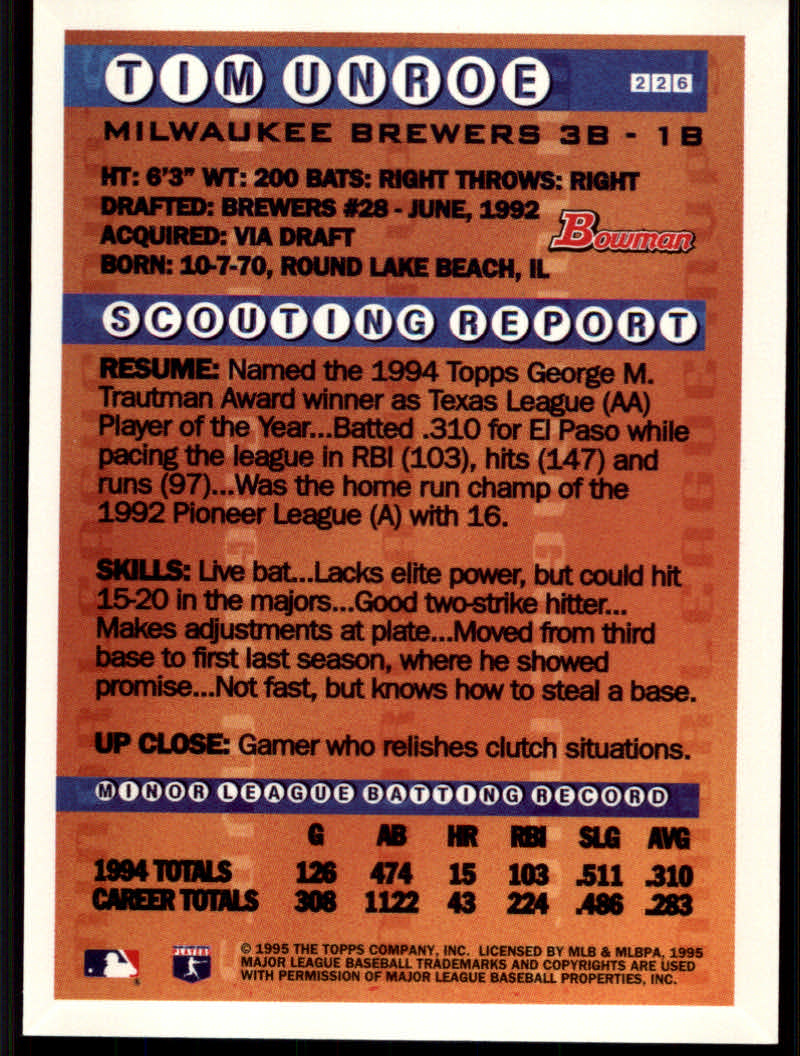 TIM UNROE 226
MILWAUKEE BREWERS 3B - 1B
HT: 6'3" WT: 200 BATS: RIGHT THROWS: RIGHT
DRAFTED: BREWERS #28 - JUNE, 1992
ACQUIRED: VIA DRAFT
Bowman
BORN: 10-7-70, ROUND LAKE BEACH, IL
SCOUTING REPORT
RESUME: Named the 1994 Topps George M.
Trautman Award winner as Texas League (AA)
Player of the Year...Batted .310 for El Paso while
pacing the league in RBI (103), hits (147) and
runs (97)...Was the home run champ of the
1992 Pioneer League (A) with 16.
SKILLS: Live bat...Lacks elite power, but could hit
15-20 in the majors...Good two-strike hitter...
Makes adjustments at plate...Moved from third
base to first last season, where he showed
promise...Not fast, but knows how to steal a base.
UP CLOSE: Gamer who relishes clutch situations.
MINOR LEAGUE BATTING RECORD
G AB HR RBI SLG AVG
1994 TOTALS 126 474 15 103 .511 .310
CAREER TOTALS 308 1122 43 224 .486 .283
PLAYERS
© 1995 THE TOPPS COMPANY, INC. LICENSED BY MLB & MLBPA, 1995
MAJOR LEAGUE BASEBALL TRADEMARKS AND COPYRIGHTS ARE USED
WITH PERMISSION OF MAJOR LEAGUE BASEBALL PROPERTIES, INC.